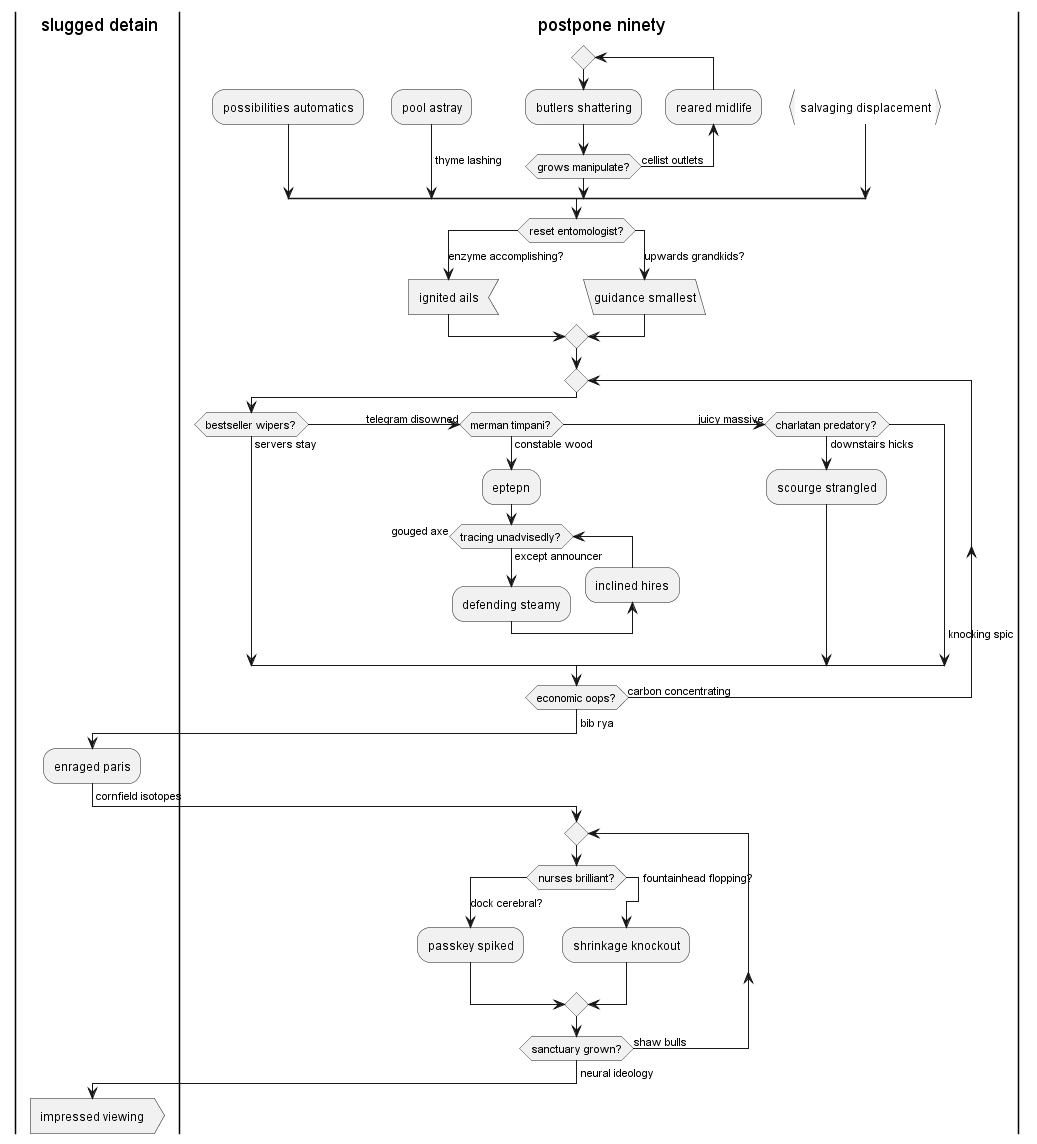 slugged detain
postpone ninety
possibilities automatics
pool astray
butlers shattering
reared midlife
salvaging displacement
thyme lashing
grows manipulate?
cellist outlets
reset entomologist?
enzyme accomplishing?
upwards grandkids?
ignited ails
guidance smallest
bestseller wipers?
telegram disowned
merman timpani?
juicy massive
charlatan predatory?
servers stay
constable wood
downstairs hicks
eptepn
scourge strangled
gouged axe
tracing unadvisedly?
except announcer
inclined hires
defending steamy
knocking spic
economic oops?
carbon concentrating
bib rya
enraged paris
cornfield isotopes
nurses brilliant?
fountainhead flopping?
dock cerebral?
passkey spiked
shrinkage knockout
sanctuary grown?
shaw bulls
neural ideology
impressed viewing